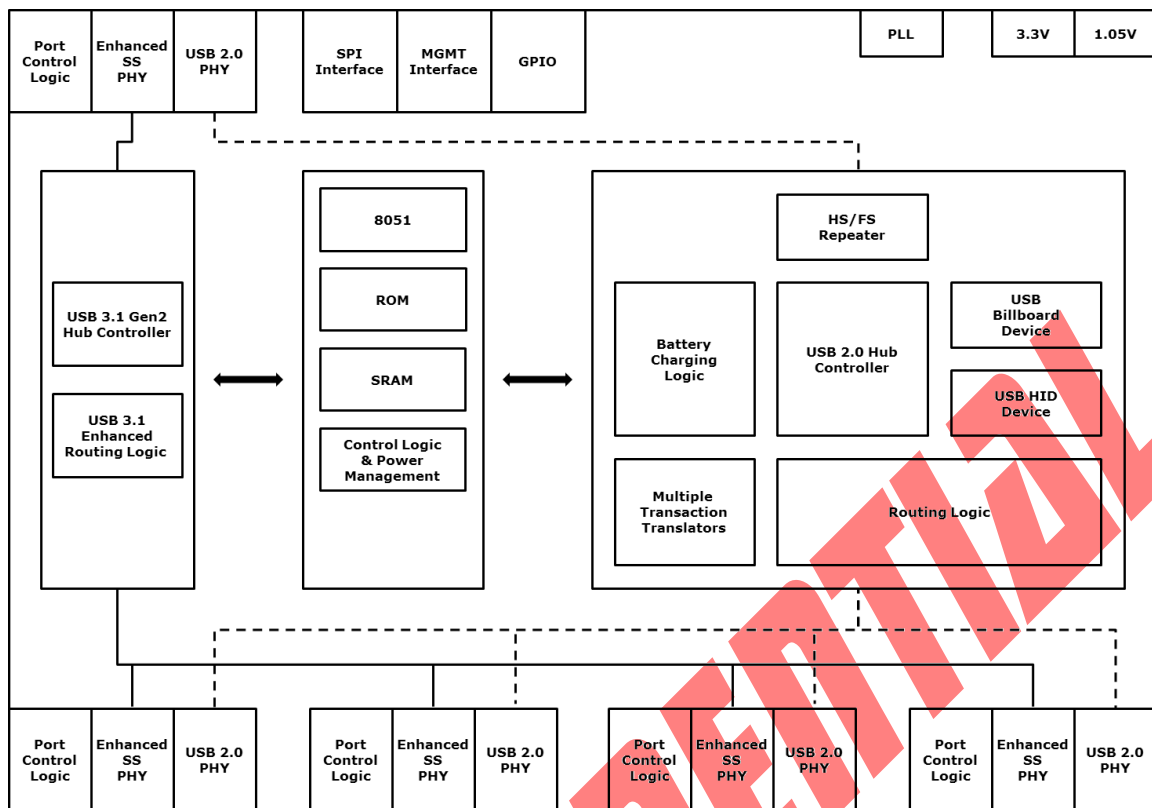 Port
Control
Logic
Enhanced
SS
PHY
USB 2.0
PHY
SPI
Interface
MGMT
Interface
GPIO
PLL
3.3V
1.05V
USB 3.1 Gen2
Hub Controller
USB 3.1
Enhanced
Routing Logic
8051
ROM
SRAM
Control Logic
& Power
Management
HS/FS
Repeater
Battery
Charging
Logic
USB 2.0 Hub
Controller
USB
Billboard
Device
USB HID
Device
Multiple
Transaction
Translators
Routing Logic
Port
Control
Logic
Enhanced
SS
PHY
USB 2.0
PHY
Port
Control
Logic
Enhanced
SS
PHY
USB 2.0
PHY
Port
Control
Logic
Enhanced
SS
PHY
USB 2.0
PHY
Port
Control
Logic
Enhanced
SS
PHY
USB 2.0
PHY